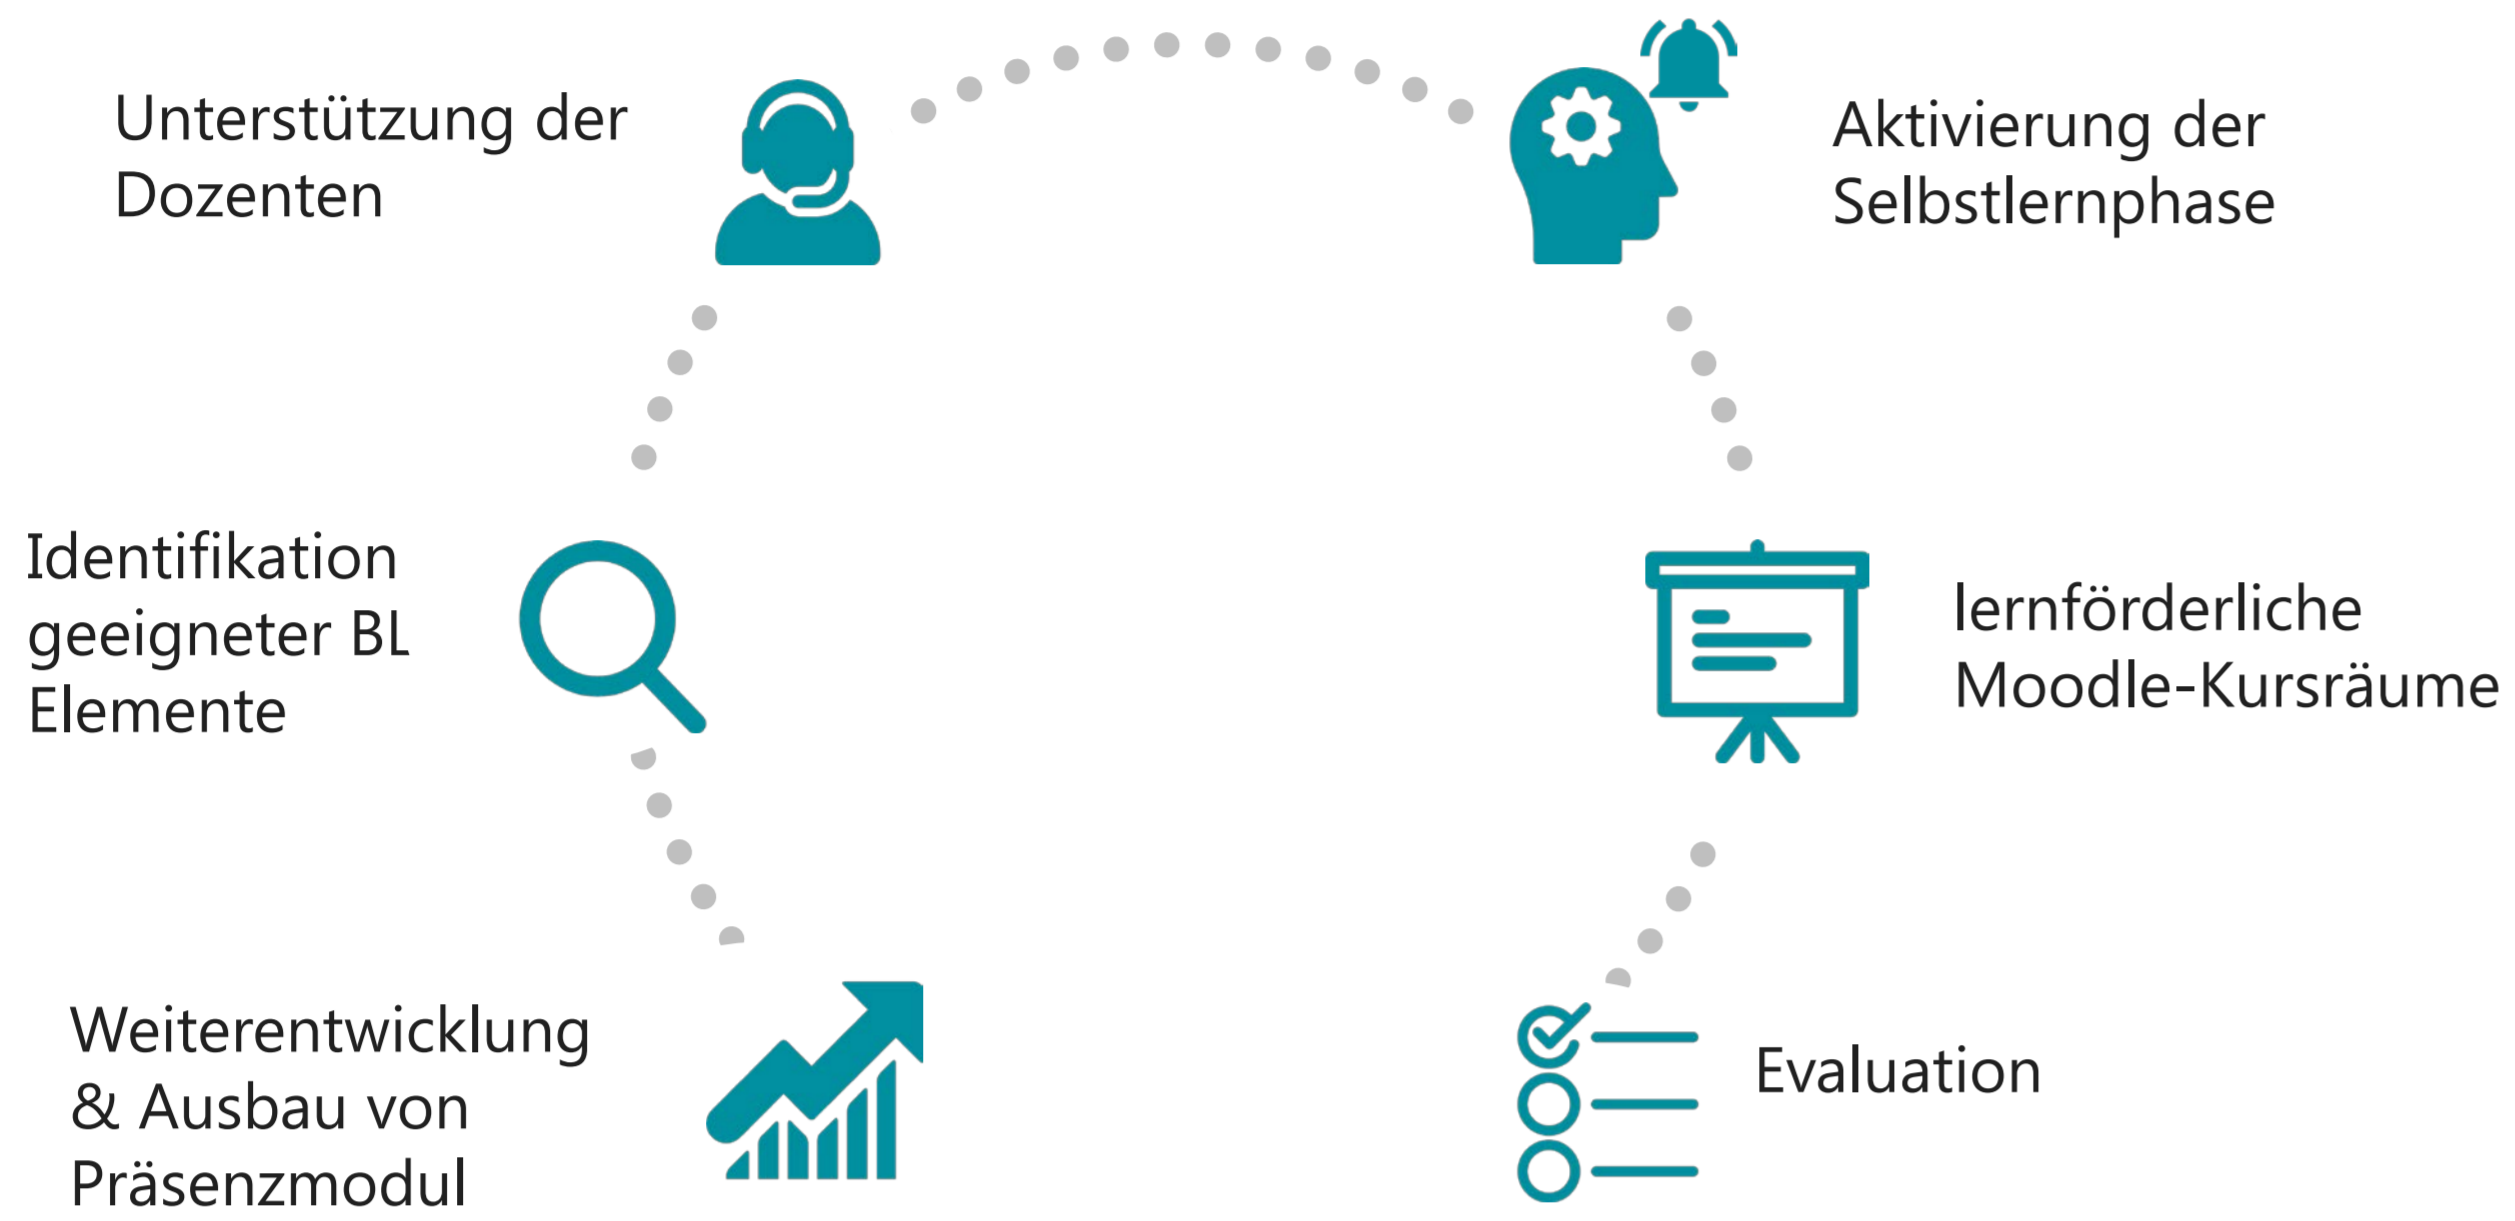 Unterstützung der
Dozenten
Aktivierung der
Selbstlernphase
Identifikation
geeigneter BL
Elemente
lernförderliche
Moodle-Kursräume
Weiterentwicklung
& Ausbau von
Präsenzmodul
Evaluation